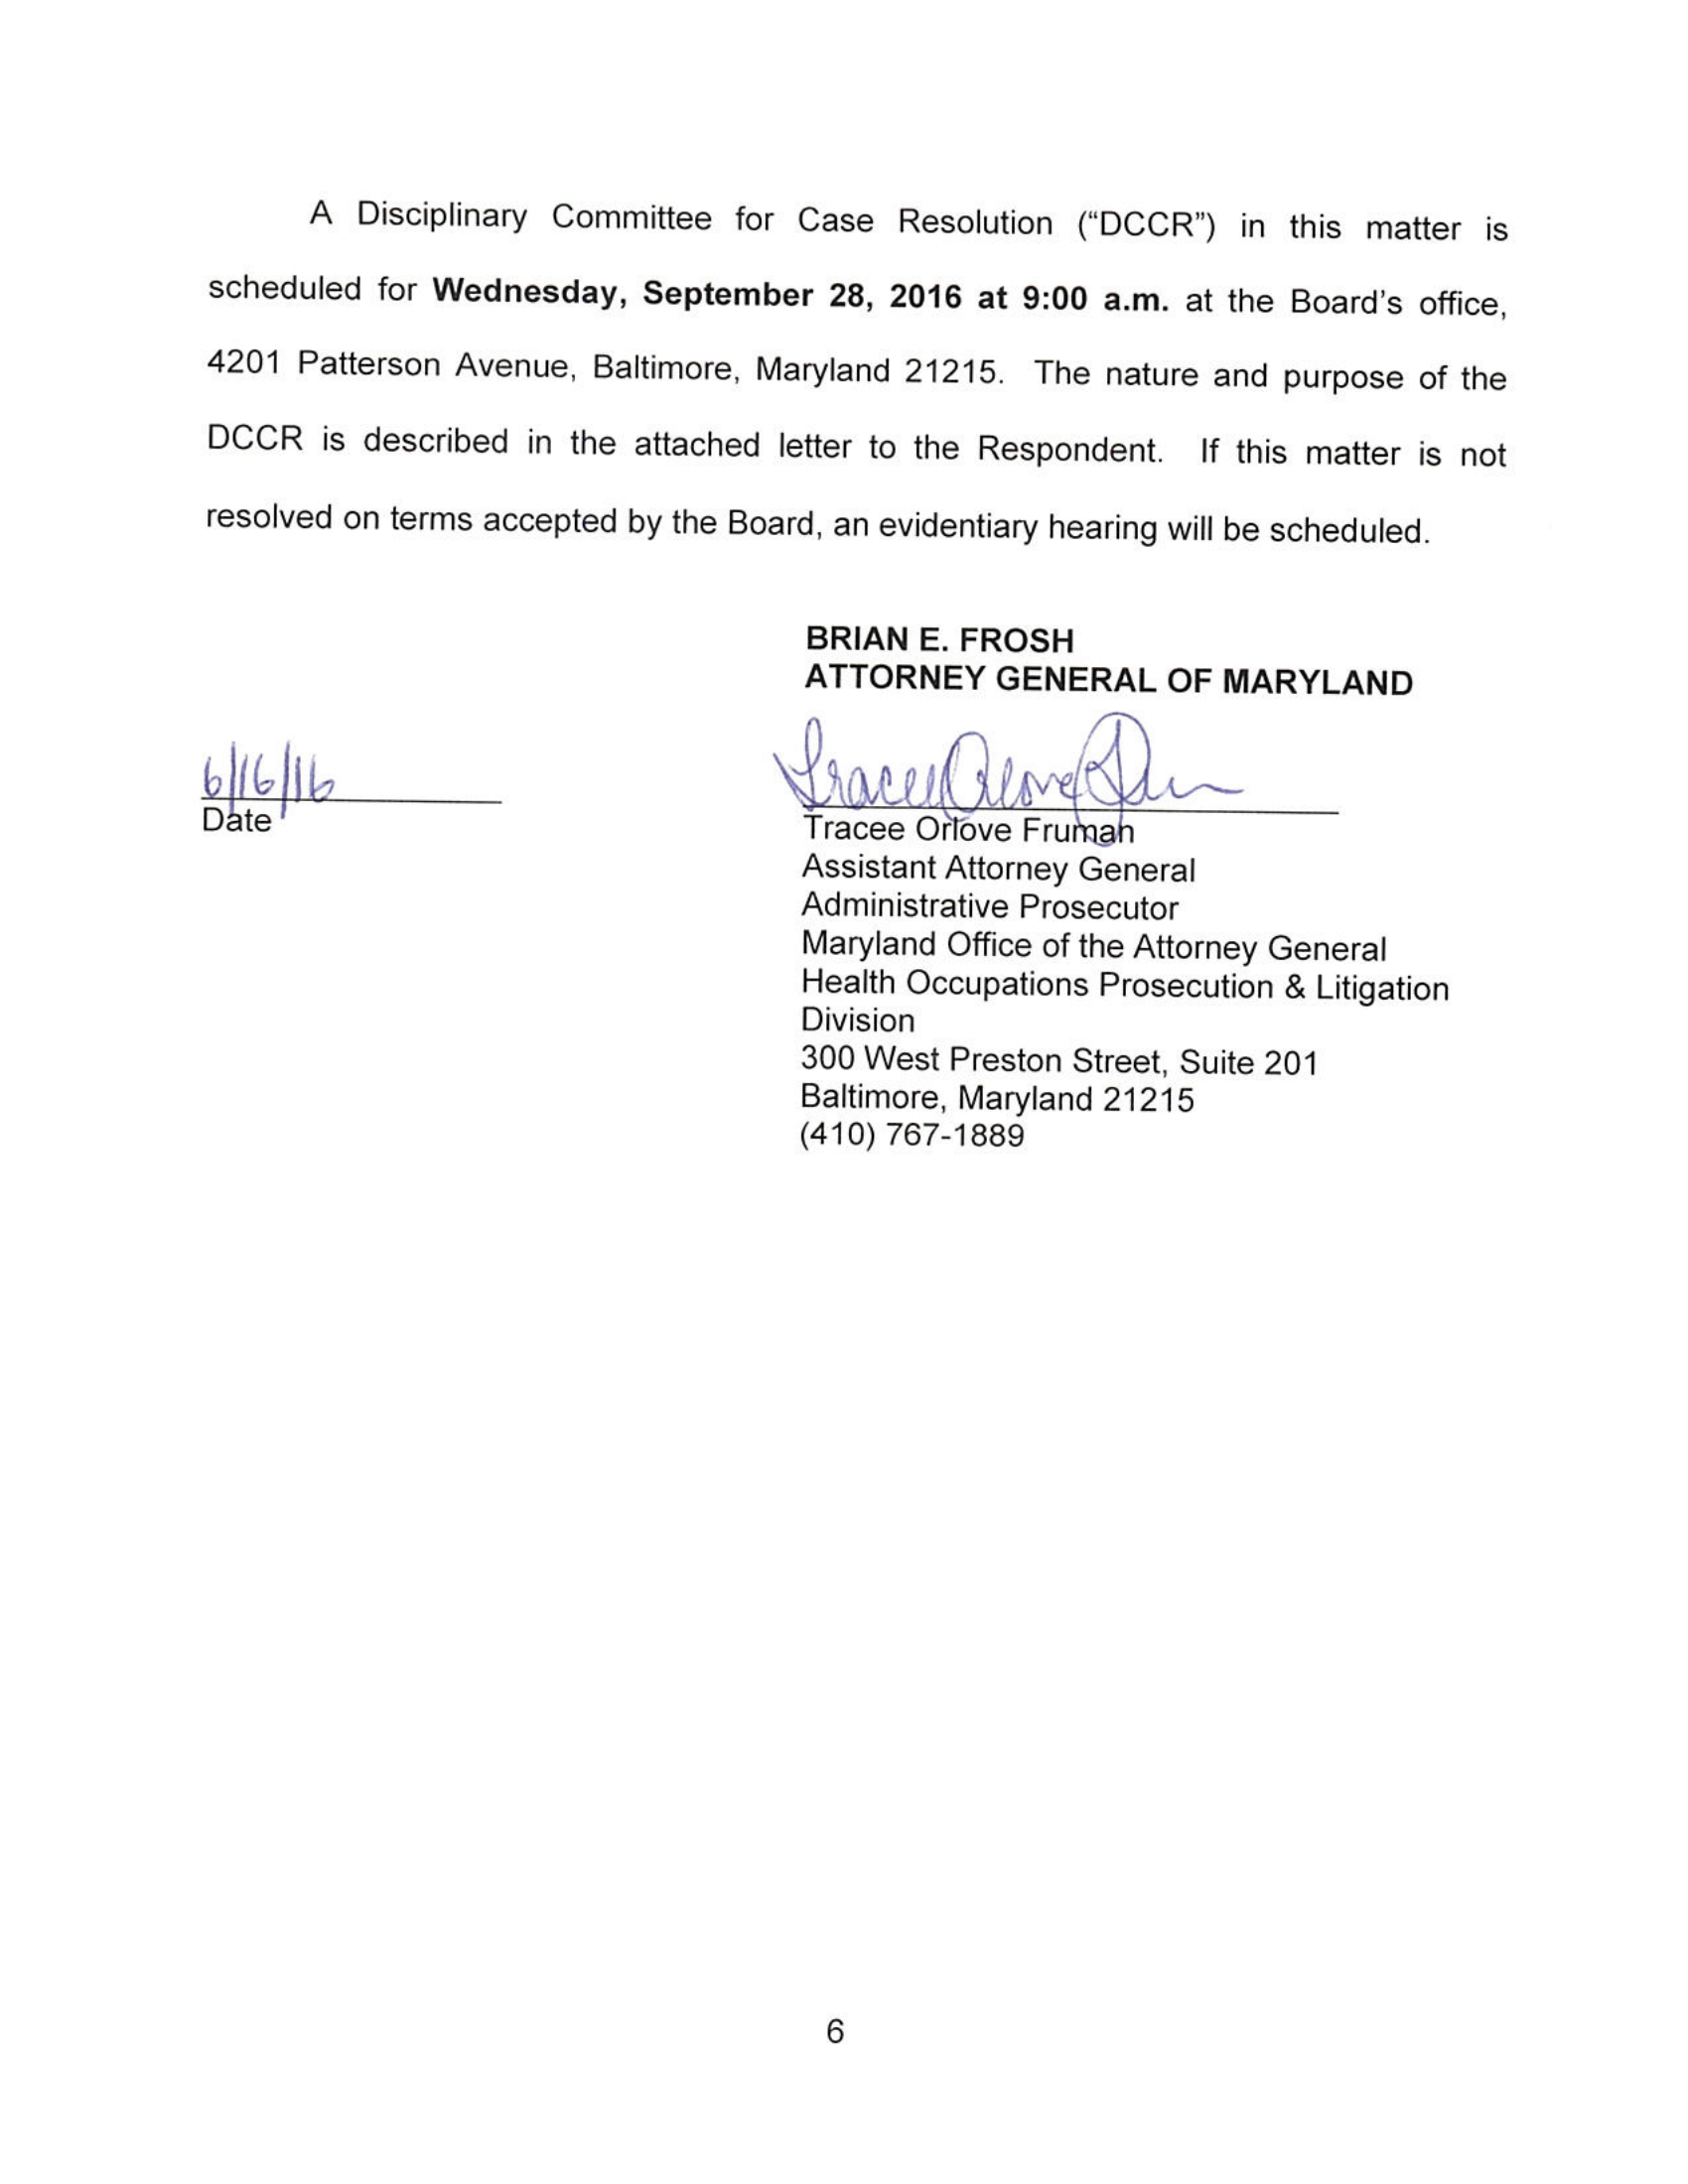 A Disciplinary Committee for Case Resolution (“DCCR”) in this matter is
scheduled for Wednesday, September 28, 2016 at 9:00 a.m. at the Board’s office,
4201 Patterson Avenue, Baltimore, Maryland 21215. The nature and purpose of the
DCCR is described in the attached letter to the Respondent. If this matter is not
resolved on terms accepted by the Board, an evidentiary hearing will be scheduled.
BRIAN E. FROSH
ATTORNEY GENERAL OF MARYLAND
6/16/16
Date
Tracee Orlove Fruman
Assistant Attorney General
Administrative Prosecutor
Maryland Office of the Attorney General
Health Occupations Prosecution & Litigation
Division
300 West Preston Street, Suite 201
Baltimore, Maryland 21215
(410) 767-1889
6